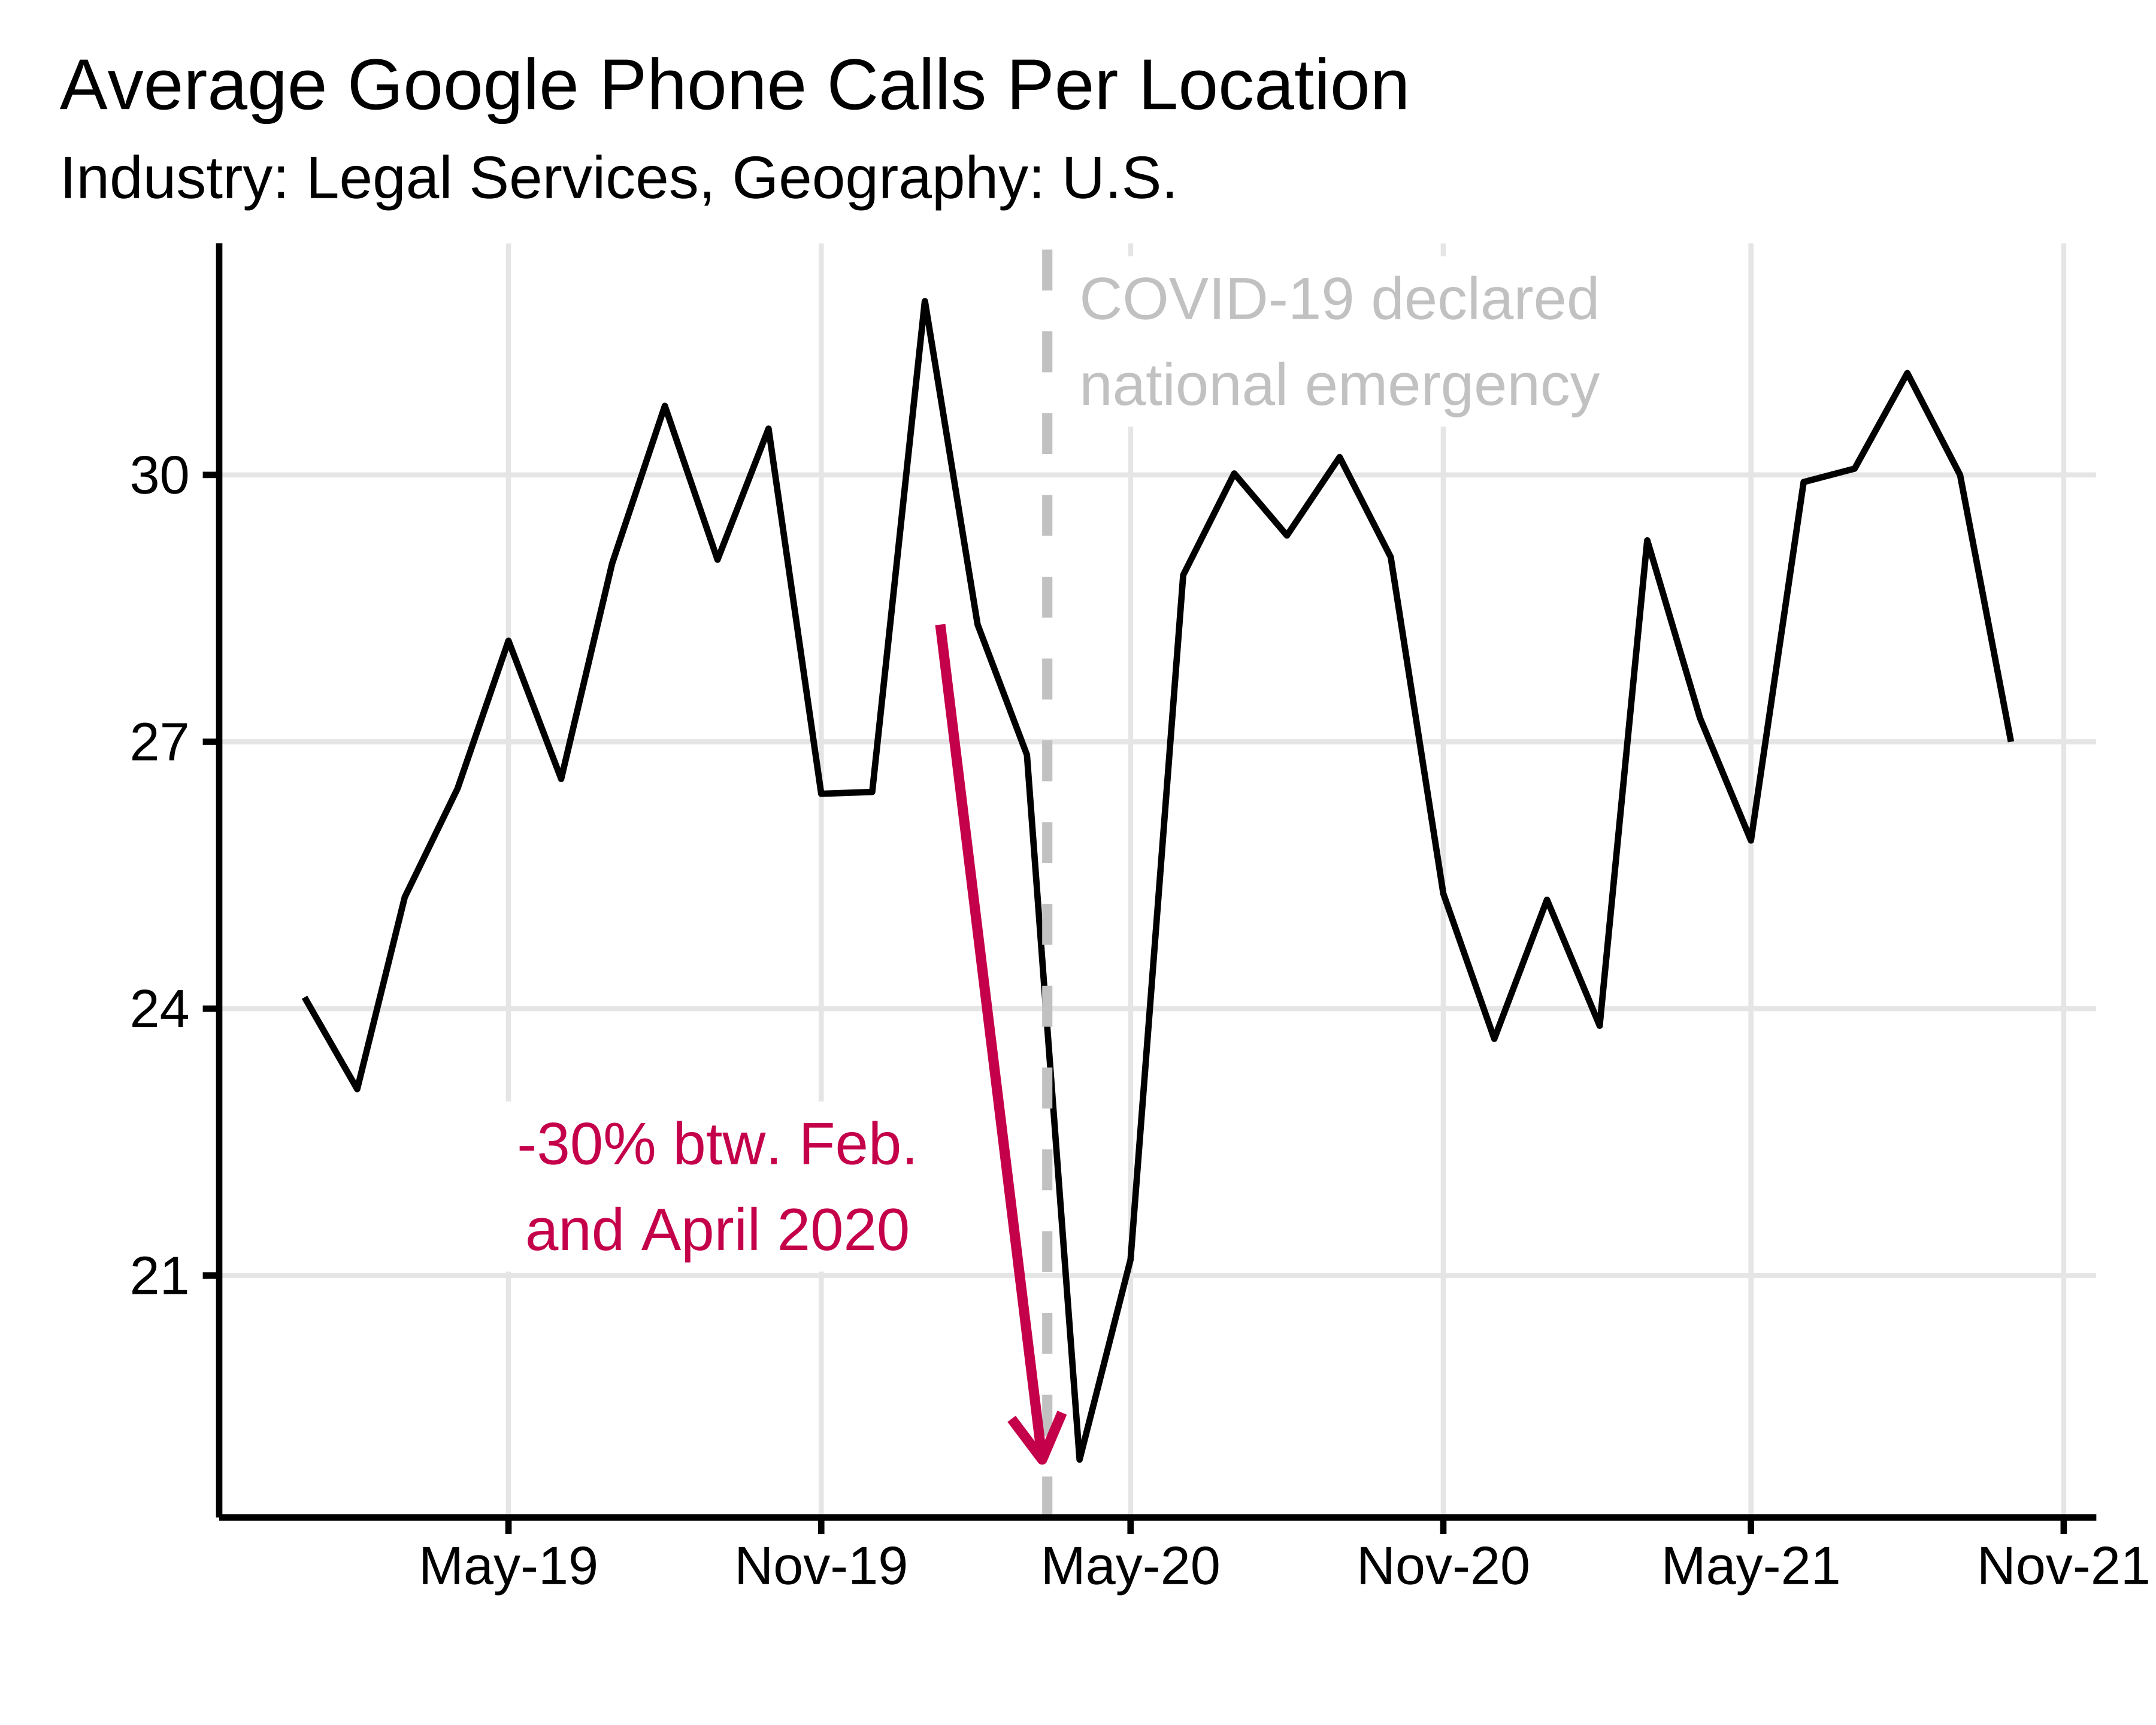 Average Google Phone Calls Per Location
Industry: Legal Services, Geography: U.S.
COVID-19 declared
national emergency
30
27
24
21
-30% btw. Feb.
and April 2020
May-19 Nov-19 May-20 Nov-20 May-21 Nov-21